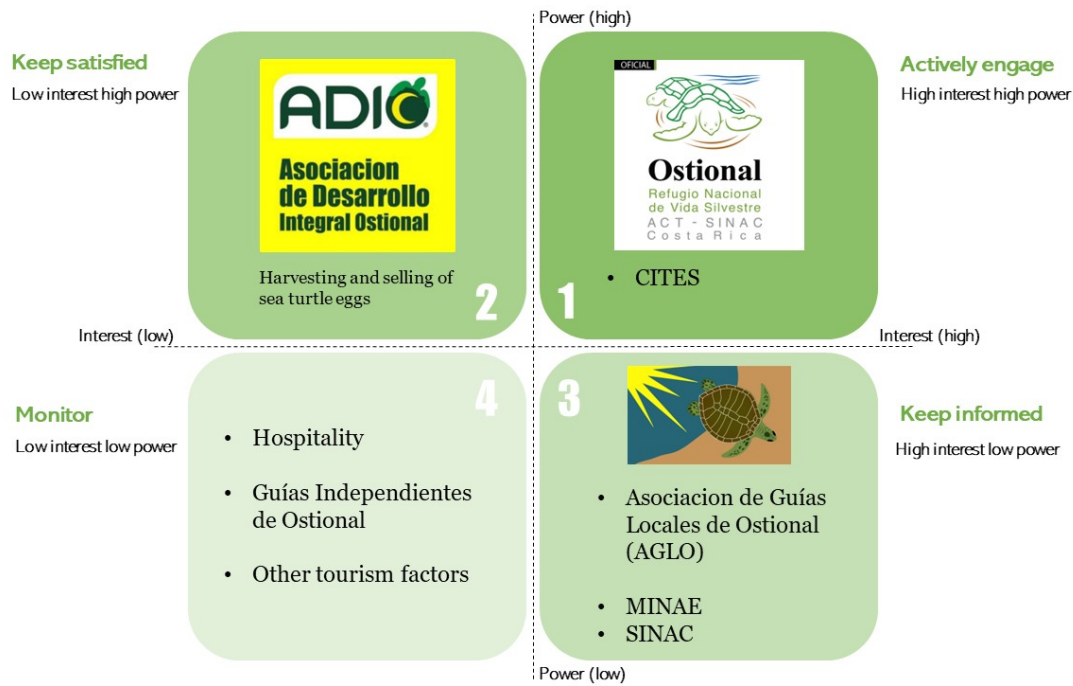 Power (high)
Keep satisfied
Low interest high power
ADIO
Asociacion
de Desarrollo
Integral Ostional
Harvesting and selling of
sea turtle eggs
2
OFICIAL
Ostional
Refugio Nacional
de Vida Silvestre
ACT - SINAC
Costa Rica
• CITES
1
Actively engage
High interest high power
Interest (low)
Interest (high)
Monitor
Low interest low power
4
• Hospitality
• Guías Independientes
de Ostional
• Other tourism factors
3
• Asociacion de Guías
Locales de Ostional
(AGLO)
• MINAE
• SINAC
Keep informed
High interest low power
Power (low)